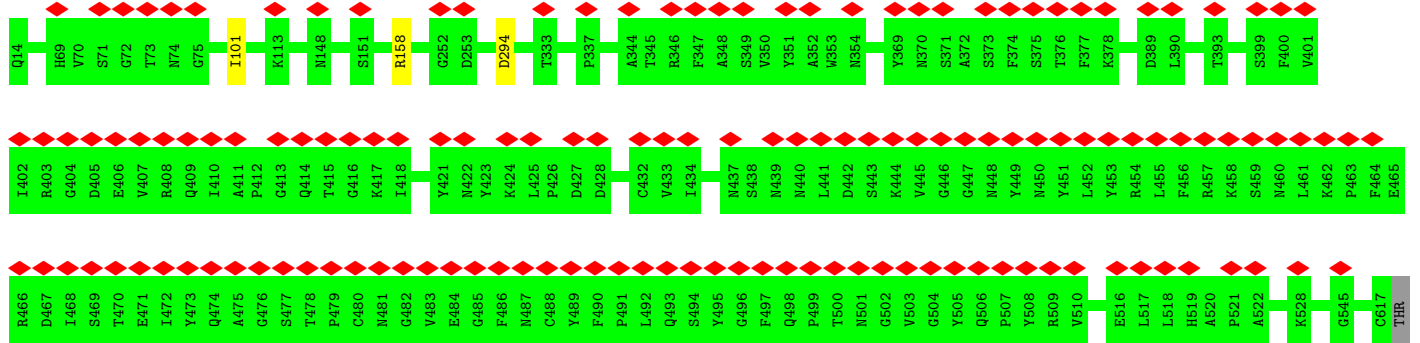 Q14 H69 V70 S71 G72 T73 N74 G75 I101 K113 N148 S151 R158 G252 D253 D294 T333 P337 A344 T345 R346 F347 A348 S349 V350 Y351 A352 W353 N354 Y369 N370 S371 A372 S373 F374 S375 T376 F377 K378 D389 L390 T393 S399 F400 V401
I402 R403 G404 D405 E406 V407 R408 Q409 I410 A411 P412 G413 Q414 T415 G416 K417 I418 Y421 N422 Y423 K424 L425 P426 D427 D428 C432 V433 I434 N437 S438 N439 N440 L441 D442 S443 K444 V445 G446 G447 N448 Y449 N450 Y451 L452 Y453 R454 L455 F456 R457 K458 S459 N460 L461 K462 P463 F464 E465
R466 D467 I468 S469 T470 E471 I472 Y473 Q474 A475 G476 S477 T478 P479 C480 N481 G482 V483 E484 G485 F486 N487 C488 Y489 F490 P491 L492 Q493 S494 Y495 G496 F497 Q498 P499 T500 N501 G502 V503 G504 Y505 Q506 P507 Y508 R509 V510 E516 L517 L518 H519 A520 P521 A522 K528 G545 C617 THR